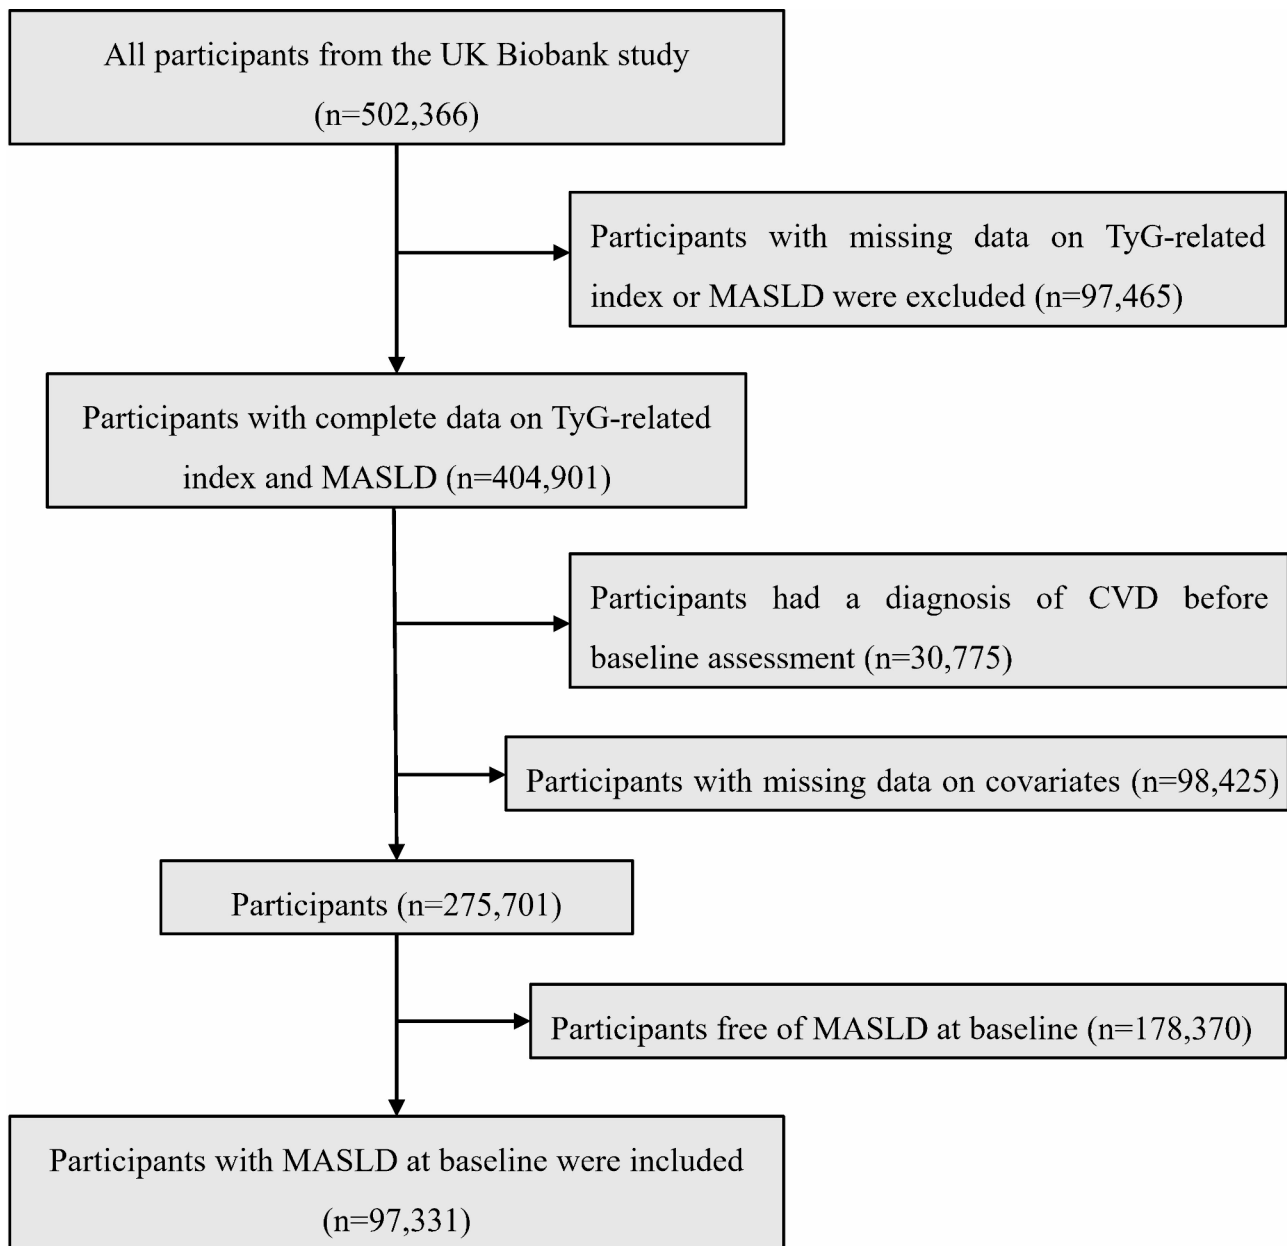 All participants from the UK Biobank study
(n=502,366)
Participants with missing data on TyG-related
index or MASLD were excluded (n=97,465)
Participants with complete data on TyG-related
index and MASLD (n=404,901)
Participants had a diagnosis of CVD before
baseline assessment (n=30,775)
Participants with missing data on covariates (n=98,425)
Participants (n=275,701)
Participants free of MASLD at baseline (n=178,370)
Participants with MASLD at baseline were included
(n=97,331)